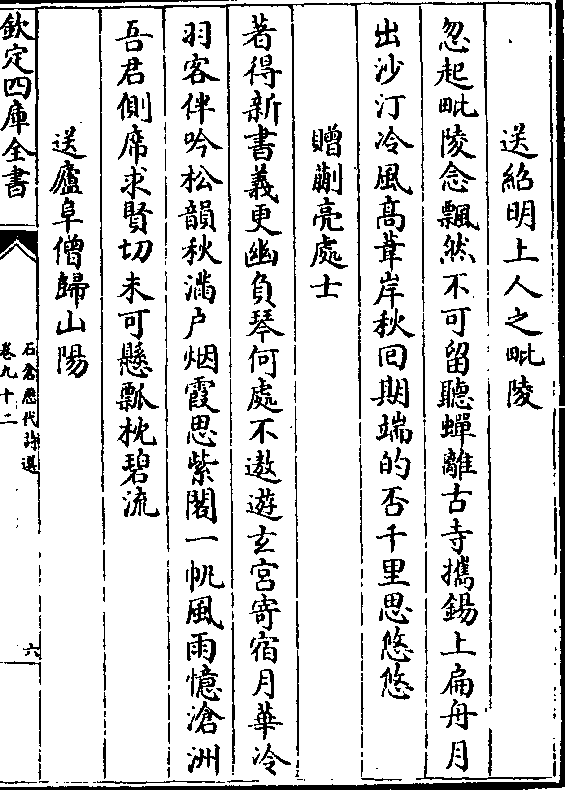 送紹明上人之毗陵
忽起毗陵念飄然不可留聽蟬離古寺攜錫上扁舟月
出沙汀冷風髙葦岸秋囘期端的否千里思悠悠
贈蒯亮處士
著得新書義更幽負琴何處不遨遊玄宮寄宿月華冷
羽客伴吟松韻秋滿户烟霞思紫閣一帆風雨憶滄洲
吾君側席求賢切未可懸瓢枕碧流
送廬阜僧歸山陽
欽定四庫全書
石倉歷代詩選
卷九十二
六